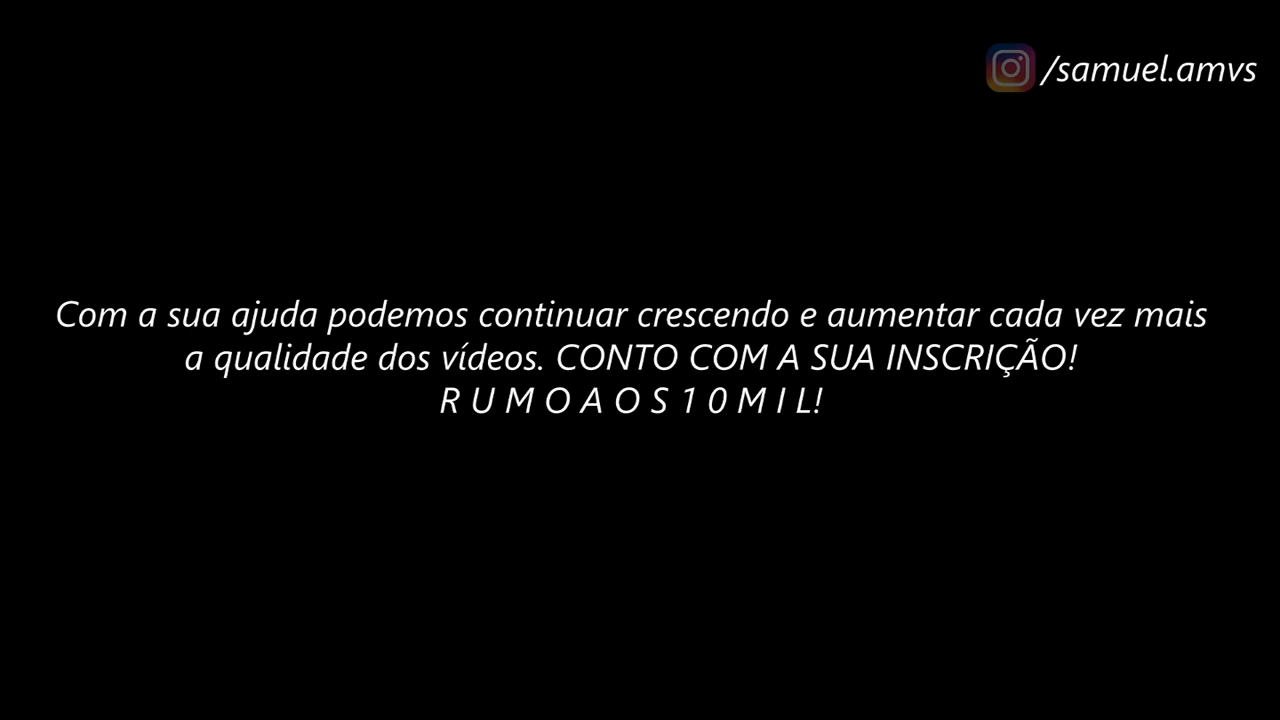 /samuel.amvs
Com a sua ajuda podemos continuar crescendo e aumentar cada vez mais
a qualidade dos vídeos. CONTO COM A SUA INSCRIÇÃO!
R U M O A O S 1 0 M I L!